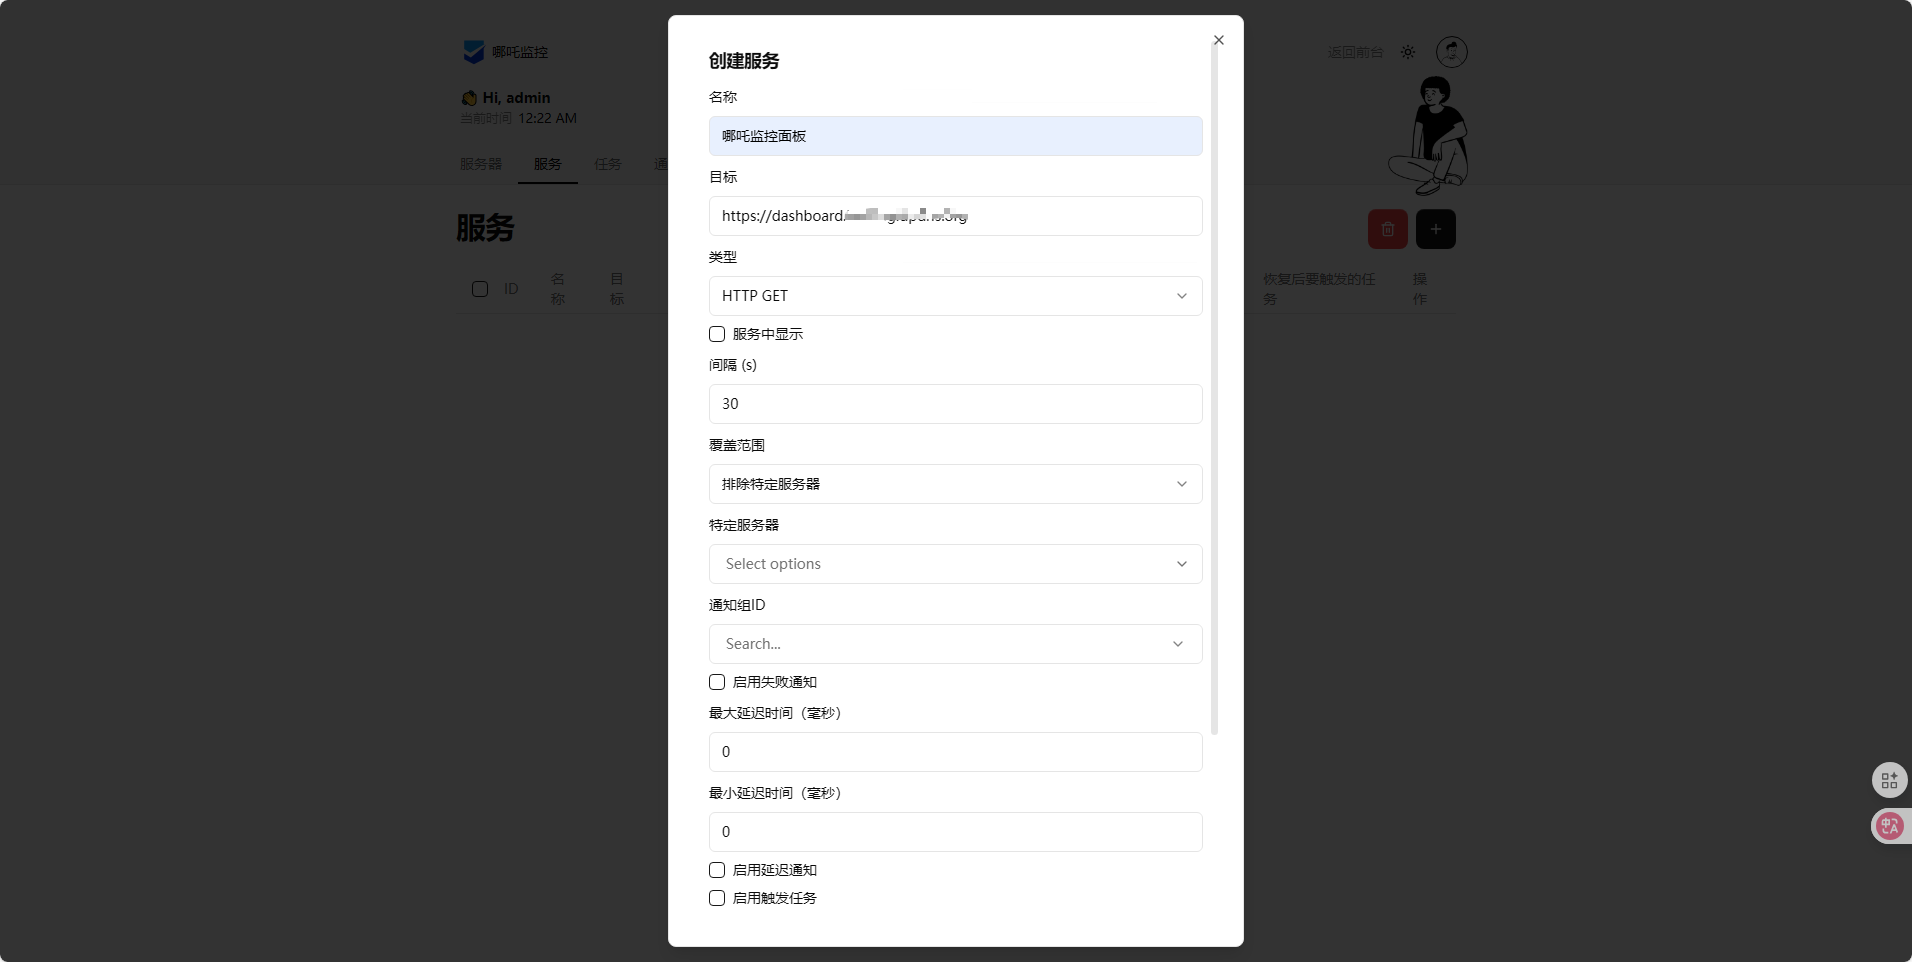 哪吒监控
返回前台
Hi, admin
当前时间 12:22 AM
服务器 服务 任务 通
服务
ID 名称 目标 恢复后要触发的任务 操作
创建服务
名称
哪吒监控面板
目标
https://dashboard.
类型
HTTP GET
服务中显示
间隔 (s)
30
覆盖范围
排除特定服务器
特定服务器
Select options
通知组ID
Search...
启用失败通知
最大延迟时间（毫秒）
0
最小延迟时间（毫秒）
0
启用延迟通知
启用触发任务